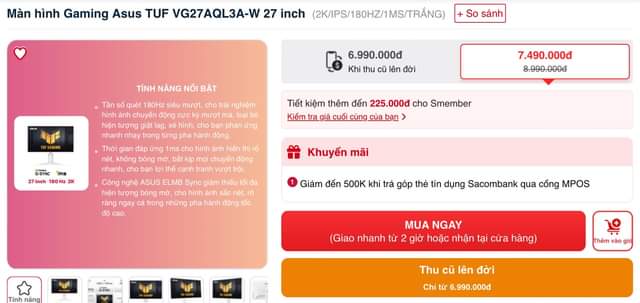 Màn hình Gaming Asus TUF VG27AQL3A-W 27 inch (2K/IPS/180HZ/1MS/TRẮNG) + So sánh
TÍNH NĂNG NỔI BẬT
Tần số quét 180Hz siêu mượt, cho trải nghiệm
hình ảnh chuyển động cực kỳ mượt mà, loại bỏ
hiện tượng giật lag, xé hình, cho bạn phản ứng
nhanh nhạy trong từng pha hành động.
Thời gian đáp ứng 1ms cho hình ảnh hiển thị rõ
nét, không bóng mờ, bắt kịp mọi chuyển động
nhanh, cho bạn lợi thế cạnh tranh vượt trội.
Công nghệ ASUS ELMB Sync giảm thiểu tối đa
hiện tượng bóng mờ, cho hình ảnh sắc nét, rõ
ràng ngay cả trong những pha hành động tốc
độ cao.
TUF GAMING
G-SYNC
27 inch 180 Hz 2K
Tính năng
6.990.000đ
Khi thu cũ lên đời
7.490.000đ
8.990.000đ
Tiết kiệm thêm đến 225.000đ cho Smember
Kiểm tra giá cuối cùng của bạn >
Khuyến mãi
1 Giảm đến 500K khi trả góp thẻ tín dụng Sacombank qua cổng MPOS
MUA NGAY
(Giao nhanh từ 2 giờ hoặc nhận tại cửa hàng)
Thêm vào giỏ
Thu cũ lên đời
Chỉ từ 6.990.000đ